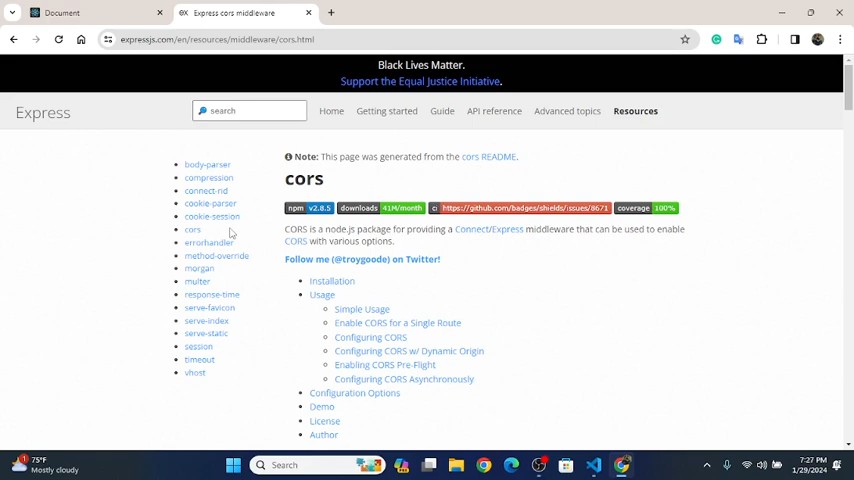 Document
Express cors middleware
expressjs.com/en/resources/middleware/cors.html
Black Lives Matter.
Support the Equal Justice Initiative.
Express
search
Home
Getting started
Guide
API reference
Advanced topics
Resources
body-parser
compression
connect-rid
cookie-parser
cookie-session
cors
errorhandler
method-override
morgan
multer
response-time
serve-favicon
serve-index
serve-static
session
timeout
vhost
Note: This page was generated from the cors README.
cors
npm v2.8.5 downloads 41M/month ci https://github.com/badges/shields/issues/8671 coverage 100%
CORS is a node.js package for providing a Connect/Express middleware that can be used to enable
CORS with various options.
Follow me (@troygoode) on Twitter!
Installation
Usage
Simple Usage
Enable CORS for a Single Route
Configuring CORS
Configuring CORS w/ Dynamic Origin
Enabling CORS Pre-Flight
Configuring CORS Asynchronously
Configuration Options
Demo
License
Author
1
75°F
Mostly cloudy
Search
7:27 PM
1/29/2024